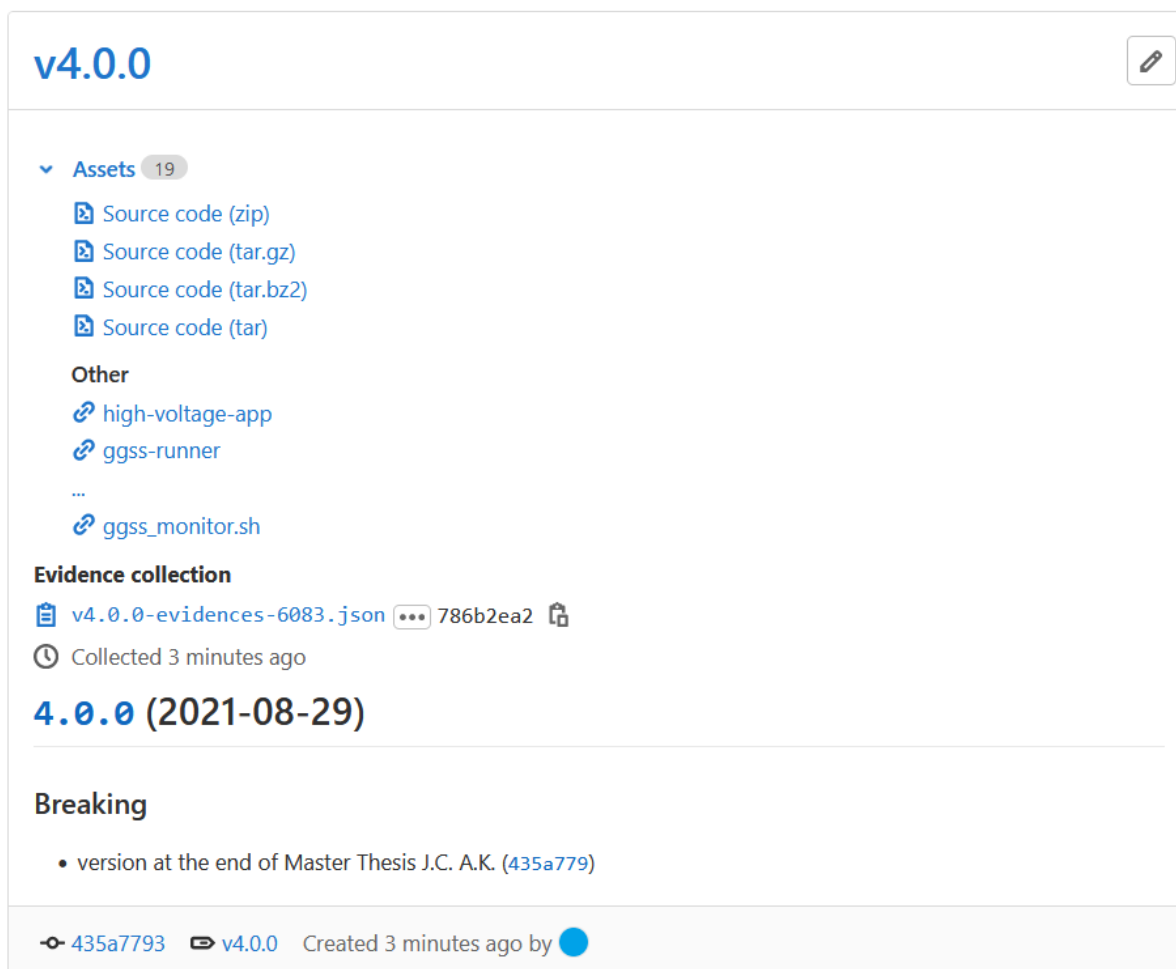 v4.0.0
Assets 19
Source code (zip)
Source code (tar.gz)
Source code (tar.bz2)
Source code (tar)
Other
high-voltage-app
ggss-runner
...
ggss_monitor.sh
Evidence collection
v4.0.0-evidences-6083.json ••• 786b2ea2
Collected 3 minutes ago
4.0.0 (2021-08-29)
Breaking
• version at the end of Master Thesis J.C. A.K. (435a779)
435a7793 v4.0.0 Created 3 minutes ago by